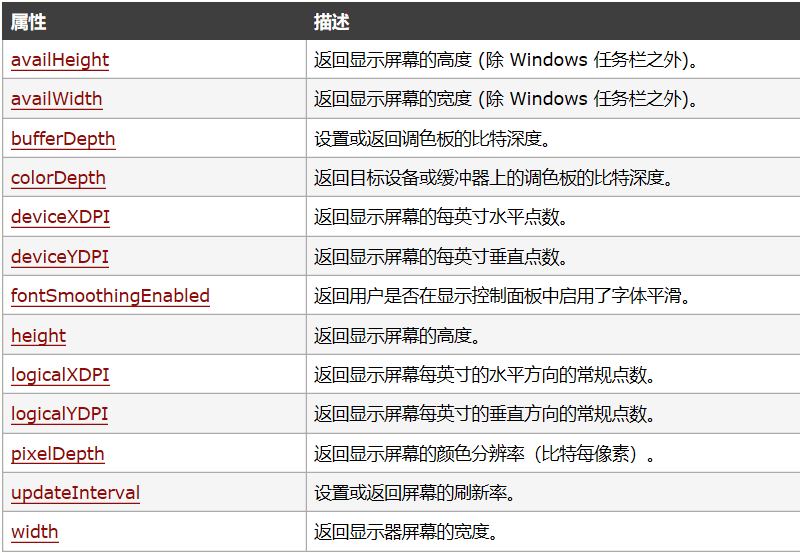 属性 描述
availHeight 返回显示屏幕的高度 (除 Windows 任务栏之外)。
availWidth 返回显示屏幕的宽度 (除 Windows 任务栏之外)。
bufferDepth 设置或返回调色板的比特深度。
colorDepth 返回目标设备或缓冲器上的调色板的比特深度。
deviceXDPI 返回显示屏幕的每英寸水平点数。
deviceYDPI 返回显示屏幕的每英寸垂直点数。
fontSmoothingEnabled 返回用户是否在显示控制面板中启用了字体平滑。
height 返回显示屏幕的高度。
logicalXDPI 返回显示屏幕每英寸的水平方向的常规点数。
logicalYDPI 返回显示屏幕每英寸的垂直方向的常规点数。
pixelDepth 返回显示屏幕的颜色分辨率（比特每像素）。
updateInterval 设置或返回屏幕的刷新率。
width 返回显示器屏幕的宽度。